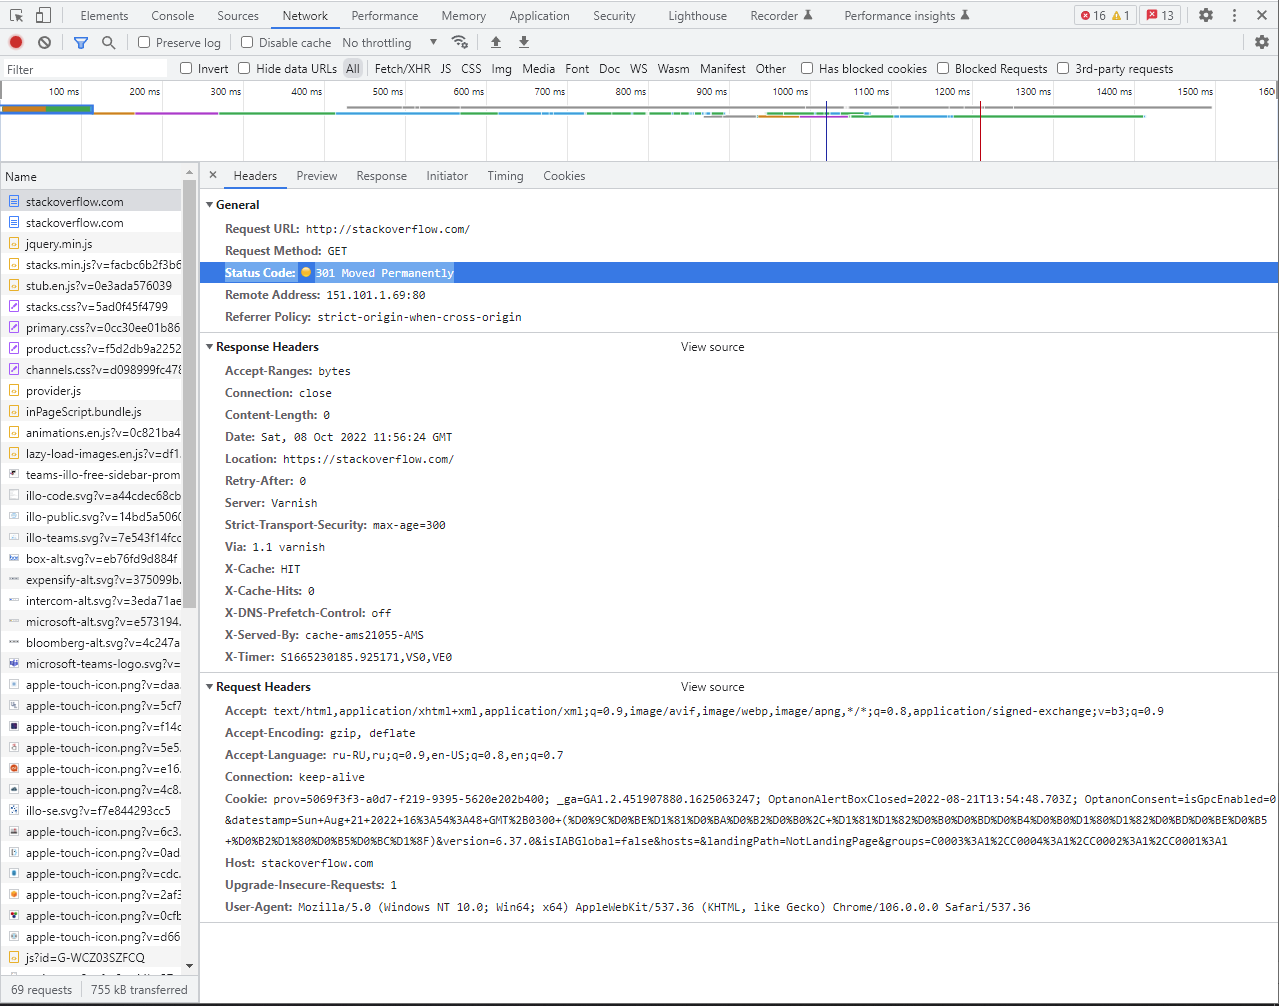 Elements Console Sources Network Performance Memory Application Security Lighthouse Recorder Performance insights 16 1 13
Preserve log Disable cache No throttling
Filter Invert Hide data URLs All Fetch/XHR JS CSS Img Media Font Doc WS Wasm Manifest Other Has blocked cookies Blocked Requests 3rd-party requests
100 ms 200 ms 300 ms 400 ms 500 ms 600 ms 700 ms 800 ms 900 ms 1000 ms 1100 ms 1200 ms 1300 ms 1400 ms 1500 ms 160
Name
stackoverflow.com
stackoverflow.com
jquery.min.js
stacks.min.js?v=facbc6b2f3b6
stub.en.js?v=0e3ada576039
stacks.css?v=5ad0f45f4799
primary.css?v=0cc30ee01b86
product.css?v=f5d2db9a2252
channels.css?v=d098999fc478
provider.js
inPageScript.bundle.js
animations.en.js?v=0c821ba4
lazy-load-images.en.js?v=df1
teams-illo-free-sidebar-prom
illo-code.svg?v=a44cdec68cb
illo-public.svg?v=14bd5a5060
illo-teams.svg?v=7e543f14fcc
box-alt.svg?v=eb76fd9d884f
expensify-alt.svg?v=375099b
intercom-alt.svg?v=3eda71ae
microsoft-alt.svg?v=e573194
bloomberg-alt.svg?v=4c247a
microsoft-teams-logo.svg?v=
apple-touch-icon.png?v=daa
apple-touch-icon.png?v=5cf7
apple-touch-icon.png?v=f14c
apple-touch-icon.png?v=5e5
apple-touch-icon.png?v=e16
apple-touch-icon.png?v=4c8
illo-se.svg?v=f7e844293cc5
apple-touch-icon.png?v=6c3
apple-touch-icon.png?v=0ad
apple-touch-icon.png?v=cdc
apple-touch-icon.png?v=2af3
apple-touch-icon.png?v=0cfb
apple-touch-icon.png?v=d66
js?id=G-WCZ03SZFCQ
69 requests 755 kB transferred
Headers Preview Response Initiator Timing Cookies
General
Request URL: http://stackoverflow.com/
Request Method: GET
Status Code: 301 Moved Permanently
Remote Address: 151.101.1.69:80
Referrer Policy: strict-origin-when-cross-origin
Response Headers View source
Accept-Ranges: bytes
Connection: close
Content-Length: 0
Date: Sat, 08 Oct 2022 11:56:24 GMT
Location: https://stackoverflow.com/
Retry-After: 0
Server: Varnish
Strict-Transport-Security: max-age=300
Via: 1.1 varnish
X-Cache: HIT
X-Cache-Hits: 0
X-DNS-Prefetch-Control: off
X-Served-By: cache-ams21055-AMS
X-Timer: S1665230185.925171,VS0,VE0
Request Headers View source
Accept: text/html,application/xhtml+xml,application/xml;q=0.9,image/avif,image/webp,image/apng,*/*;q=0.8,application/signed-exchange;v=b3;q=0.9
Accept-Encoding: gzip, deflate
Accept-Language: ru-RU,ru;q=0.9,en-US;q=0.8,en;q=0.7
Connection: keep-alive
Cookie: prov=5069f3f3-a0d7-f219-9395-5620e202b400; _ga=GA1.2.451907880.1625063247; OptanonAlertBoxClosed=2022-08-21T13:54:48.703Z; OptanonConsent=isGpcEnabled=0
&datestamp=Sun+Aug+21+2022+16%3A54%3A48+GMT%2B0300+(%D0%9C%D0%BE%D1%81%D0%BA%D0%B2%D0%B0%2C+%D1%81%D1%82%D0%B0%D0%BD%D0%B4%D0%B0%D1%80%D1%82%D0%BD%D0%BE%D0%B5
+%D0%B2%D1%80%D0%B5%D0%BC%D1%8F)&version=6.37.0&isIABGlobal=false&hosts=&landingPath=NotLandingPage&groups=C0003%3A1%2CC0004%3A1%2CC0002%3A1%2CC0001%3A1
Host: stackoverflow.com
Upgrade-Insecure-Requests: 1
User-Agent: Mozilla/5.0 (Windows NT 10.0; Win64; x64) AppleWebKit/537.36 (KHTML, like Gecko) Chrome/106.0.0.0 Safari/537.36